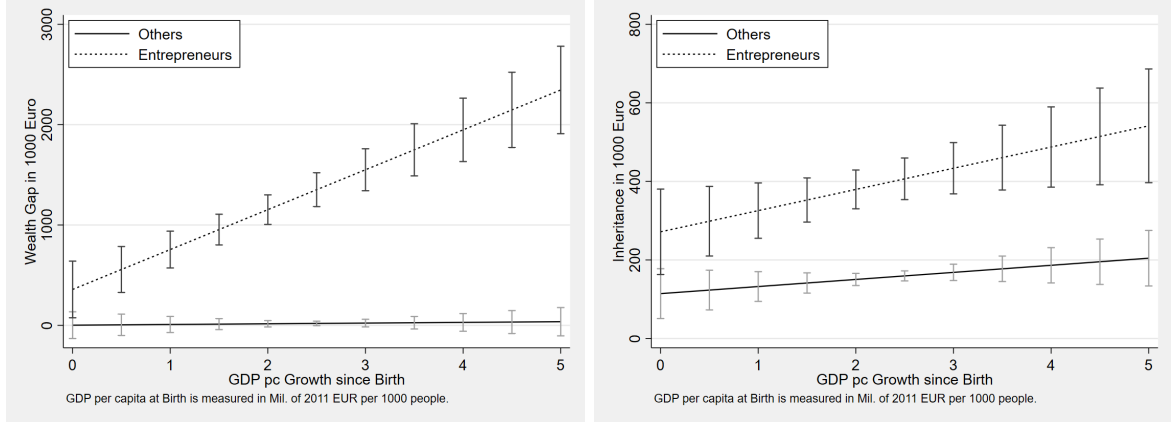 Wealth Gap in 1000 Euro
3000
2000
1000
0
Others
Entrepreneurs
0 1 2 3 4 5
GDP pc Growth since Birth
GDP per capita at Birth is measured in Mil. of 2011 EUR per 1000 people.
Inheritance in 1000 Euro
800
600
400
200
0
Others
Entrepreneurs
0 1 2 3 4 5
GDP pc Growth since Birth
GDP per capita at Birth is measured in Mil. of 2011 EUR per 1000 people.